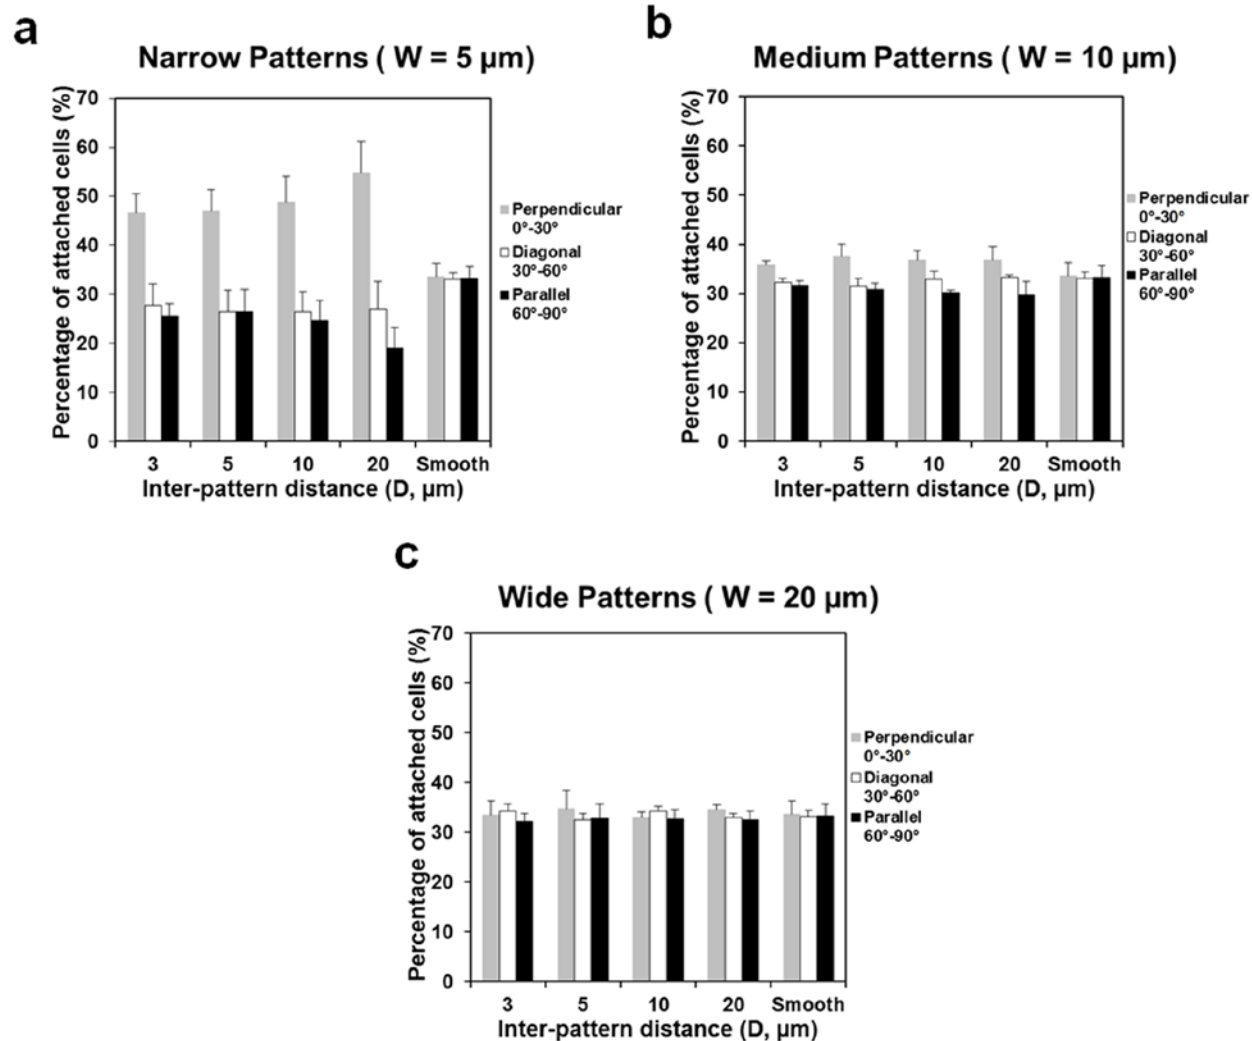 a
Narrow Patterns ( W = 5 µm)
Percentage of attached cells (%)
70
60
50
40
30
20
10
0
3 5 10 20 Smooth
Inter-pattern distance (D, µm)
Perpendicular
0°-30°
Diagonal
30°-60°
Parallel
60°-90°
b
Medium Patterns ( W = 10 µm)
Percentage of attached cells (%)
70
60
50
40
30
20
10
0
3 5 10 20 Smooth
Inter-pattern distance (D, µm)
Perpendicular
0°-30°
Diagonal
30°-60°
Parallel
60°-90°
c
Wide Patterns ( W = 20 µm)
Percentage of attached cells (%)
70
60
50
40
30
20
10
0
3 5 10 20 Smooth
Inter-pattern distance (D, µm)
Perpendicular
0°-30°
Diagonal
30°-60°
Parallel
60°-90°